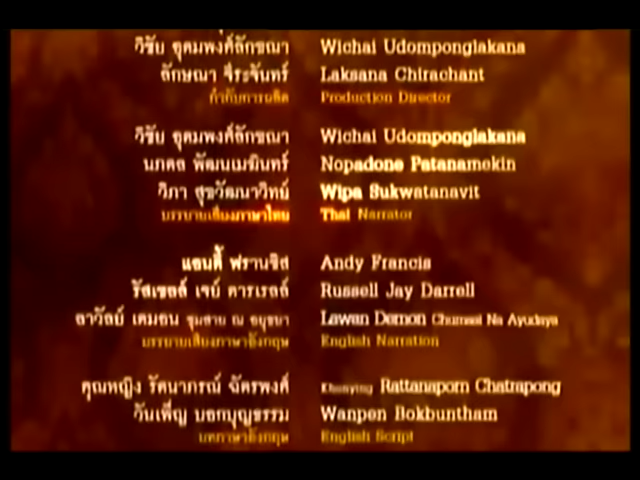 วิชัย อุดมพงศ์ลักขณา Wichai Udomponglakana
ลักษณา จีระจันทร์ Laksana Chirachant
กำกับการผลิต Production Director
วิชัย อุดมพงศ์ลักขณา Wichai Udomponglakana
นภดล พัฒนเมฆินทร์ Nopadone Patanamekin
วิภา สุขวัฒนาวิทย์ Wipa Sukwatanavit
บรรยายเสียงภาษาไทย Thai Narrator
แอนดี้ ฟรานซิส Andy Francis
รัสเซลล์ เจย์ ดารเรลล์ Russell Jay Darrell
ลาวัลย์ เดมอน ชุมสาย ณ อยุธยา Lawan Demon Chumsai Na Ayudaya
บรรยายเสียงภาษาอังกฤษ English Narration
คุณหญิง รัตนาภรณ์ ฉัตรพงศ์ Khunying Rattanaporn Chatrapong
วันเพ็ญ บอกบุญธรรม Wanpen Bokbuntham
บทภาษาอังกฤษ English Script